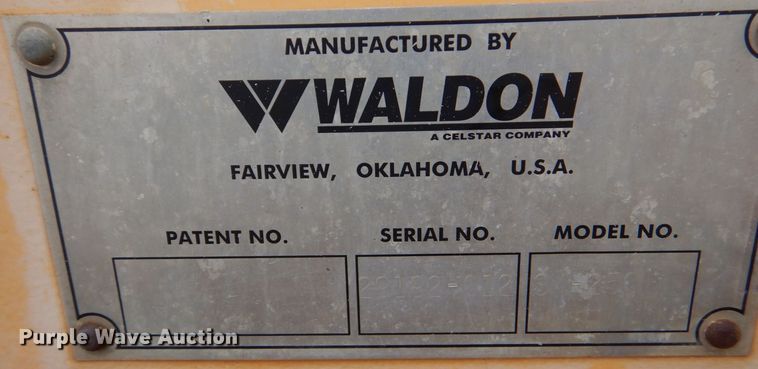 MANUFACTURED BY
WALDON
A CELSTAR COMPANY
FAIRVIEW, OKLAHOMA, U.S.A.
PATENT NO. SERIAL NO. MODEL NO.
Purple Wave Auction